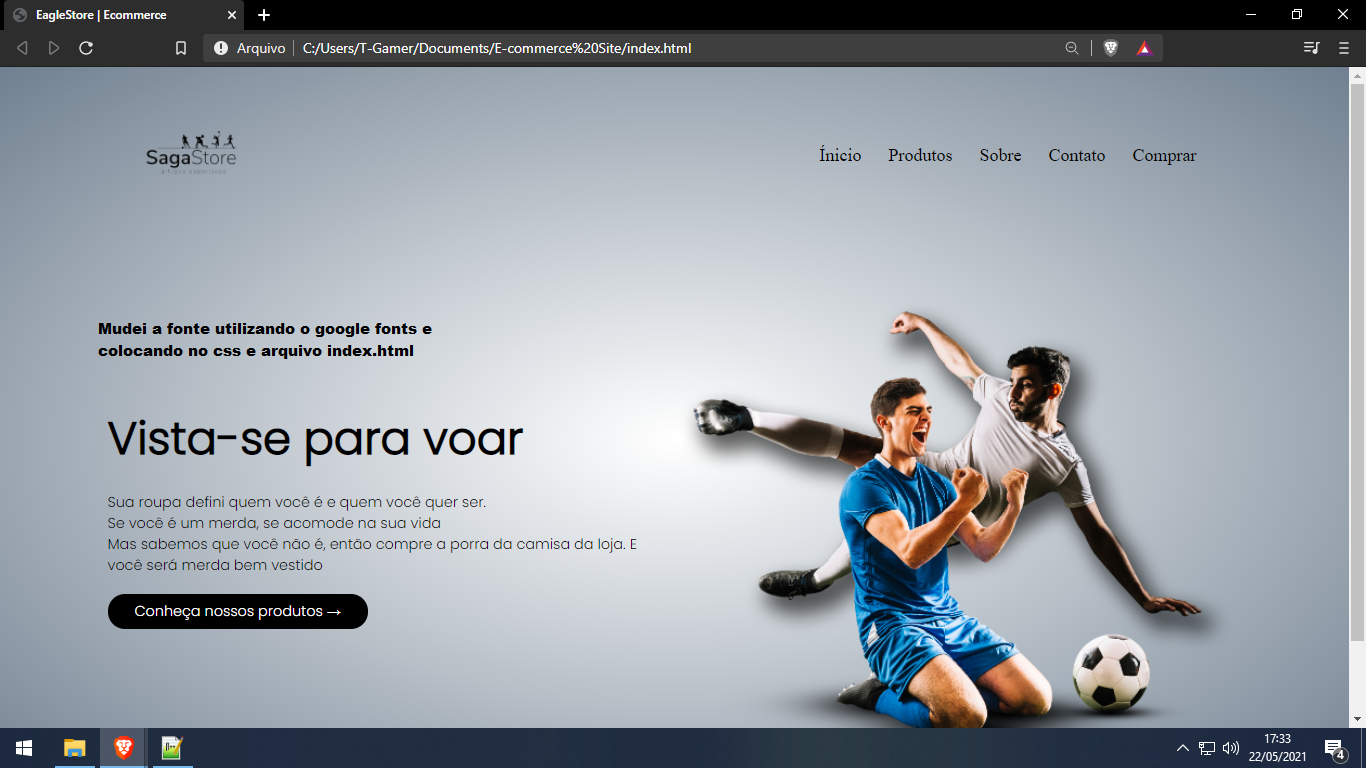 EagleStore | Ecommerce
Arquivo
C:/Users/T-Gamer/Documents/E-commerce%20Site/index.html
SagaStore
Ínicio Produtos Sobre Contato Comprar
Mudei a fonte utilizando o google fonts e
colocando no css e arquivo index.html
Vista-se para voar
Sua roupa defini quem você é e quem você quer ser.
Se você é um merda, se acomode na sua vida
Mas sabemos que você não é, então compre a porra da camisa da loja. E
você será merda bem vestido
Conheça nossos produtos →
17:33
22/05/2021
4